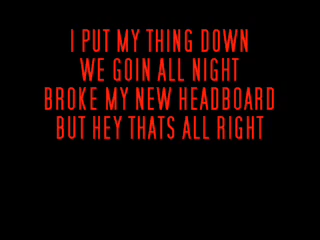 I PUT MY THING DOWN
WE GOIN ALL NIGHT
BROKE MY NEW HEADBOARD
BUT HEY THATS ALL RIGHT